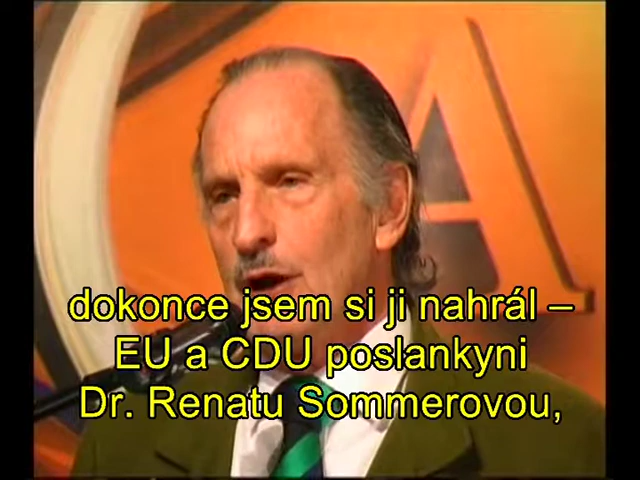 A
dokonce jsem si ji nahrál –
EU a CDU poslankyni
Dr. Renatu Sommerovou,